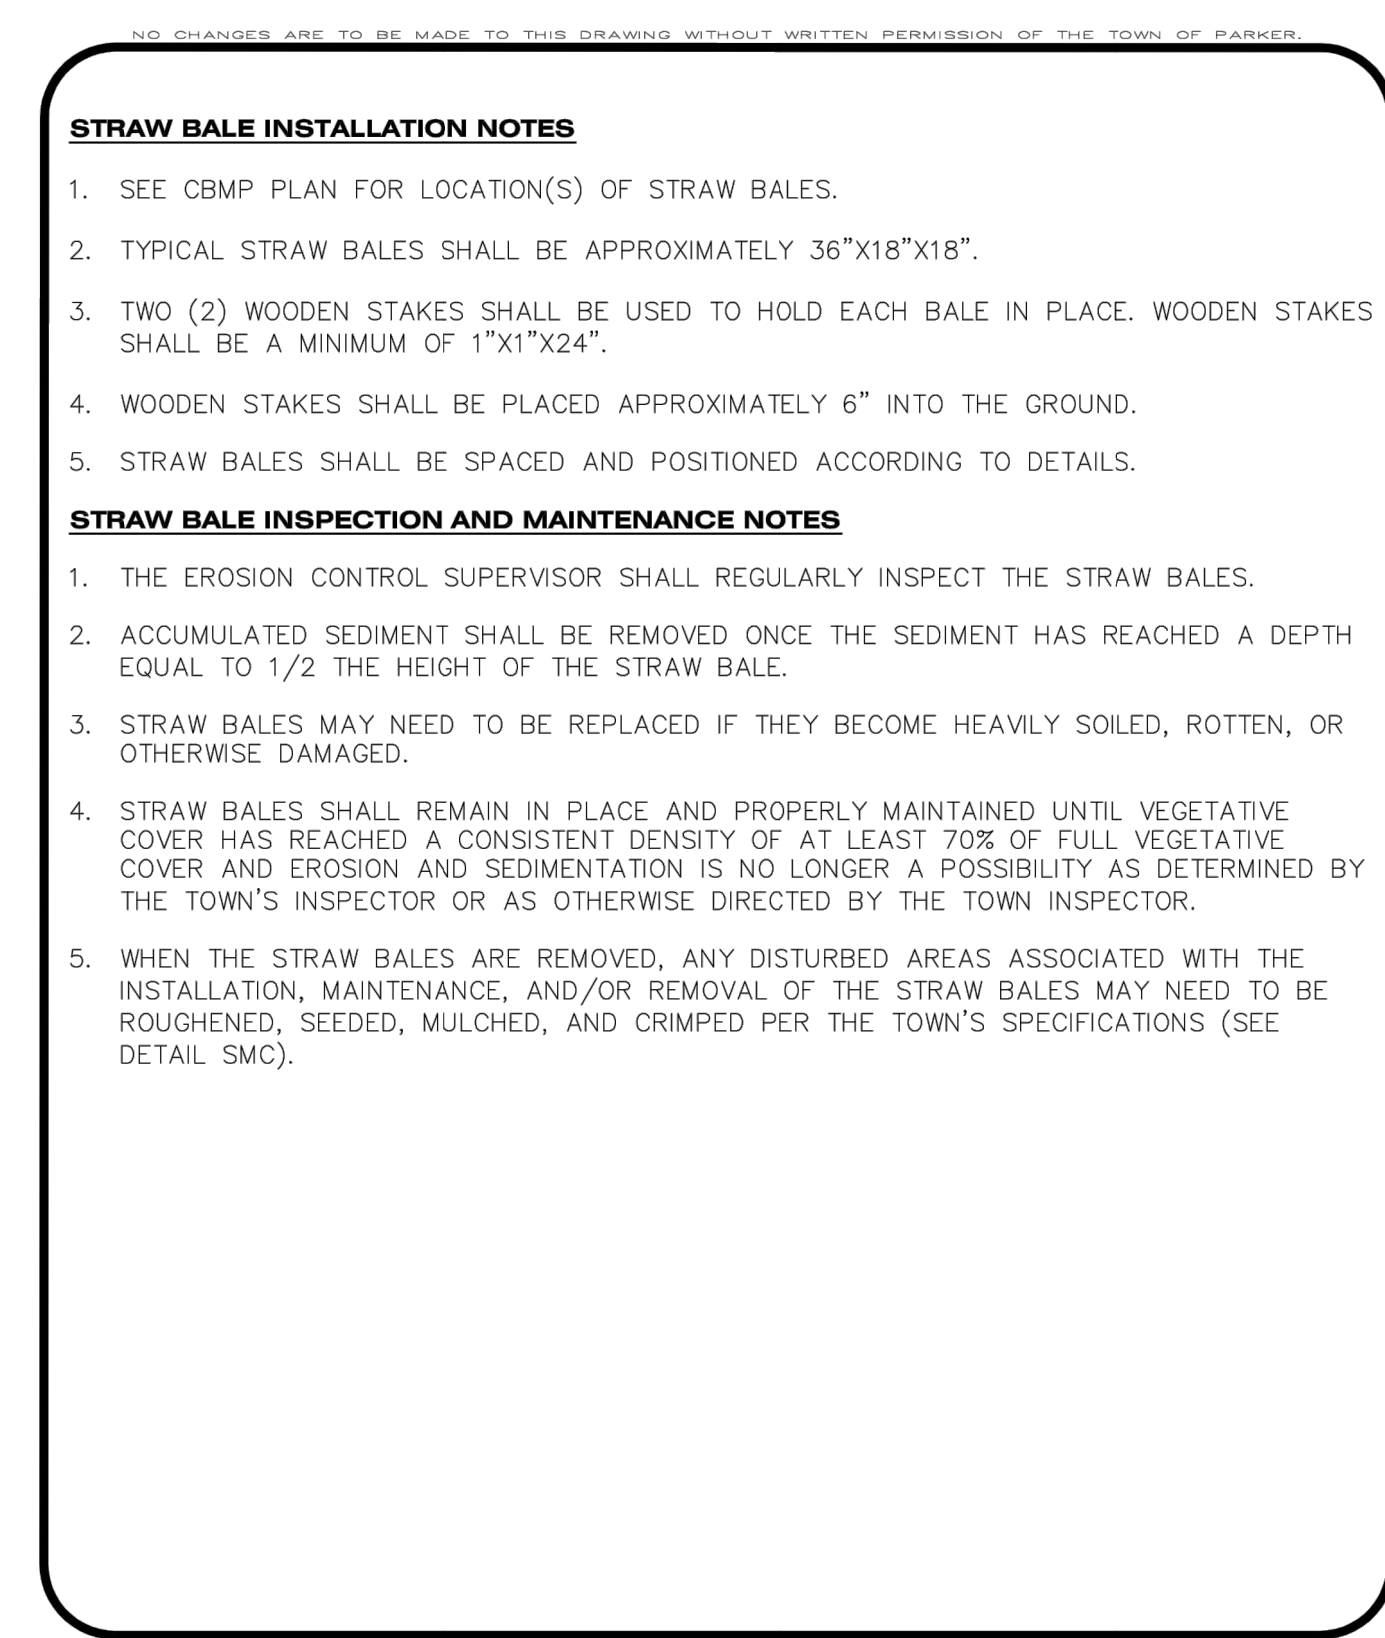 NO CHANGES ARE TO BE MADE TO THIS DRAWING WITHOUT WRITTEN PERMISSION OF THE TOWN OF PARKER.
STRAW BALE INSTALLATION NOTES
1. SEE CBMP PLAN FOR LOCATION(S) OF STRAW BALES.
2. TYPICAL STRAW BALES SHALL BE APPROXIMATELY 36”X18”X18”.
3. TWO (2) WOODEN STAKES SHALL BE USED TO HOLD EACH BALE IN PLACE. WOODEN STAKES
SHALL BE A MINIMUM OF 1”X1”X24”.
4. WOODEN STAKES SHALL BE PLACED APPROXIMATELY 6” INTO THE GROUND.
5. STRAW BALES SHALL BE SPACED AND POSITIONED ACCORDING TO DETAILS.
STRAW BALE INSPECTION AND MAINTENANCE NOTES
1. THE EROSION CONTROL SUPERVISOR SHALL REGULARLY INSPECT THE STRAW BALES.
2. ACCUMULATED SEDIMENT SHALL BE REMOVED ONCE THE SEDIMENT HAS REACHED A DEPTH
EQUAL TO 1/2 THE HEIGHT OF THE STRAW BALE.
3. STRAW BALES MAY NEED TO BE REPLACED IF THEY BECOME HEAVILY SOILED, ROTTEN, OR
OTHERWISE DAMAGED.
4. STRAW BALES SHALL REMAIN IN PLACE AND PROPERLY MAINTAINED UNTIL VEGETATIVE
COVER HAS REACHED A CONSISTENT DENSITY OF AT LEAST 70% OF FULL VEGETATIVE
COVER AND EROSION AND SEDIMENTATION IS NO LONGER A POSSIBILITY AS DETERMINED BY
THE TOWN’S INSPECTOR OR AS OTHERWISE DIRECTED BY THE TOWN INSPECTOR.
5. WHEN THE STRAW BALES ARE REMOVED, ANY DISTURBED AREAS ASSOCIATED WITH THE
INSTALLATION, MAINTENANCE, AND/OR REMOVAL OF THE STRAW BALES MAY NEED TO BE
ROUGHENED, SEEDED, MULCHED, AND CRIMPED PER THE TOWN’S SPECIFICATIONS (SEE
DETAIL SMC).